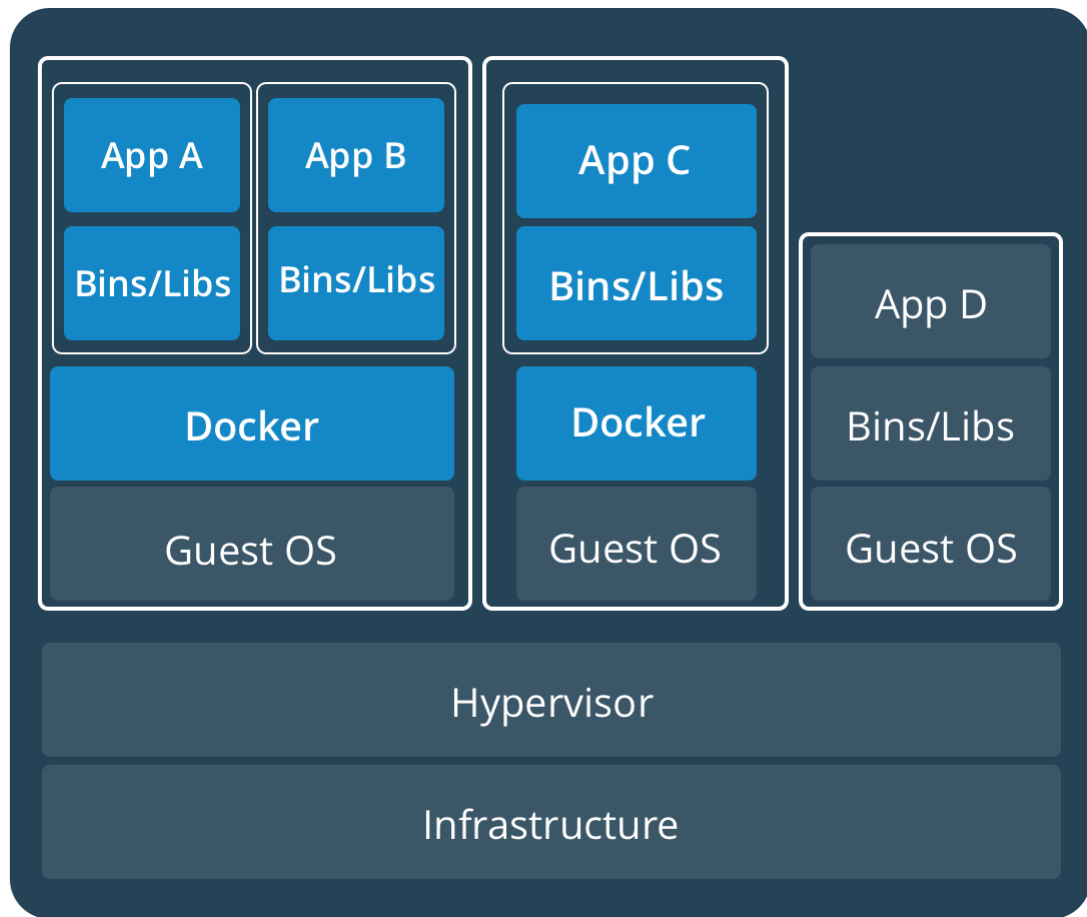 App A
Bins/Libs
App B
Bins/Libs
Docker
Guest OS
App C
Bins/Libs
Docker
Guest OS
App D
Bins/Libs
Guest OS
Hypervisor
Infrastructure